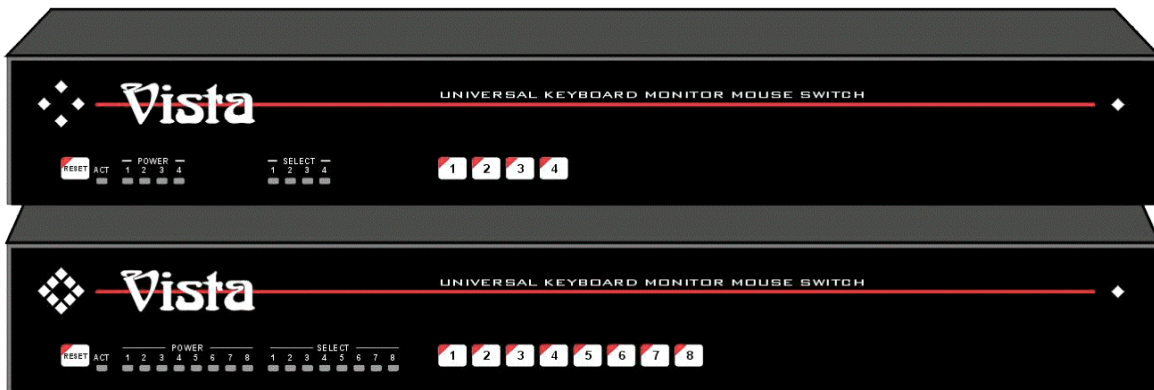 Vista
UNIVERSAL KEYBOARD MONITOR MOUSE SWITCH
POWER SELECT
RESET ACT 1 2 3 4 1 2 3 4 1 2 3 4
Vista
UNIVERSAL KEYBOARD MONITOR MOUSE SWITCH
POWER SELECT
RESET ACT 1 2 3 4 5 6 7 8 1 2 3 4 5 6 7 8 1 2 3 4 5 6 7 8